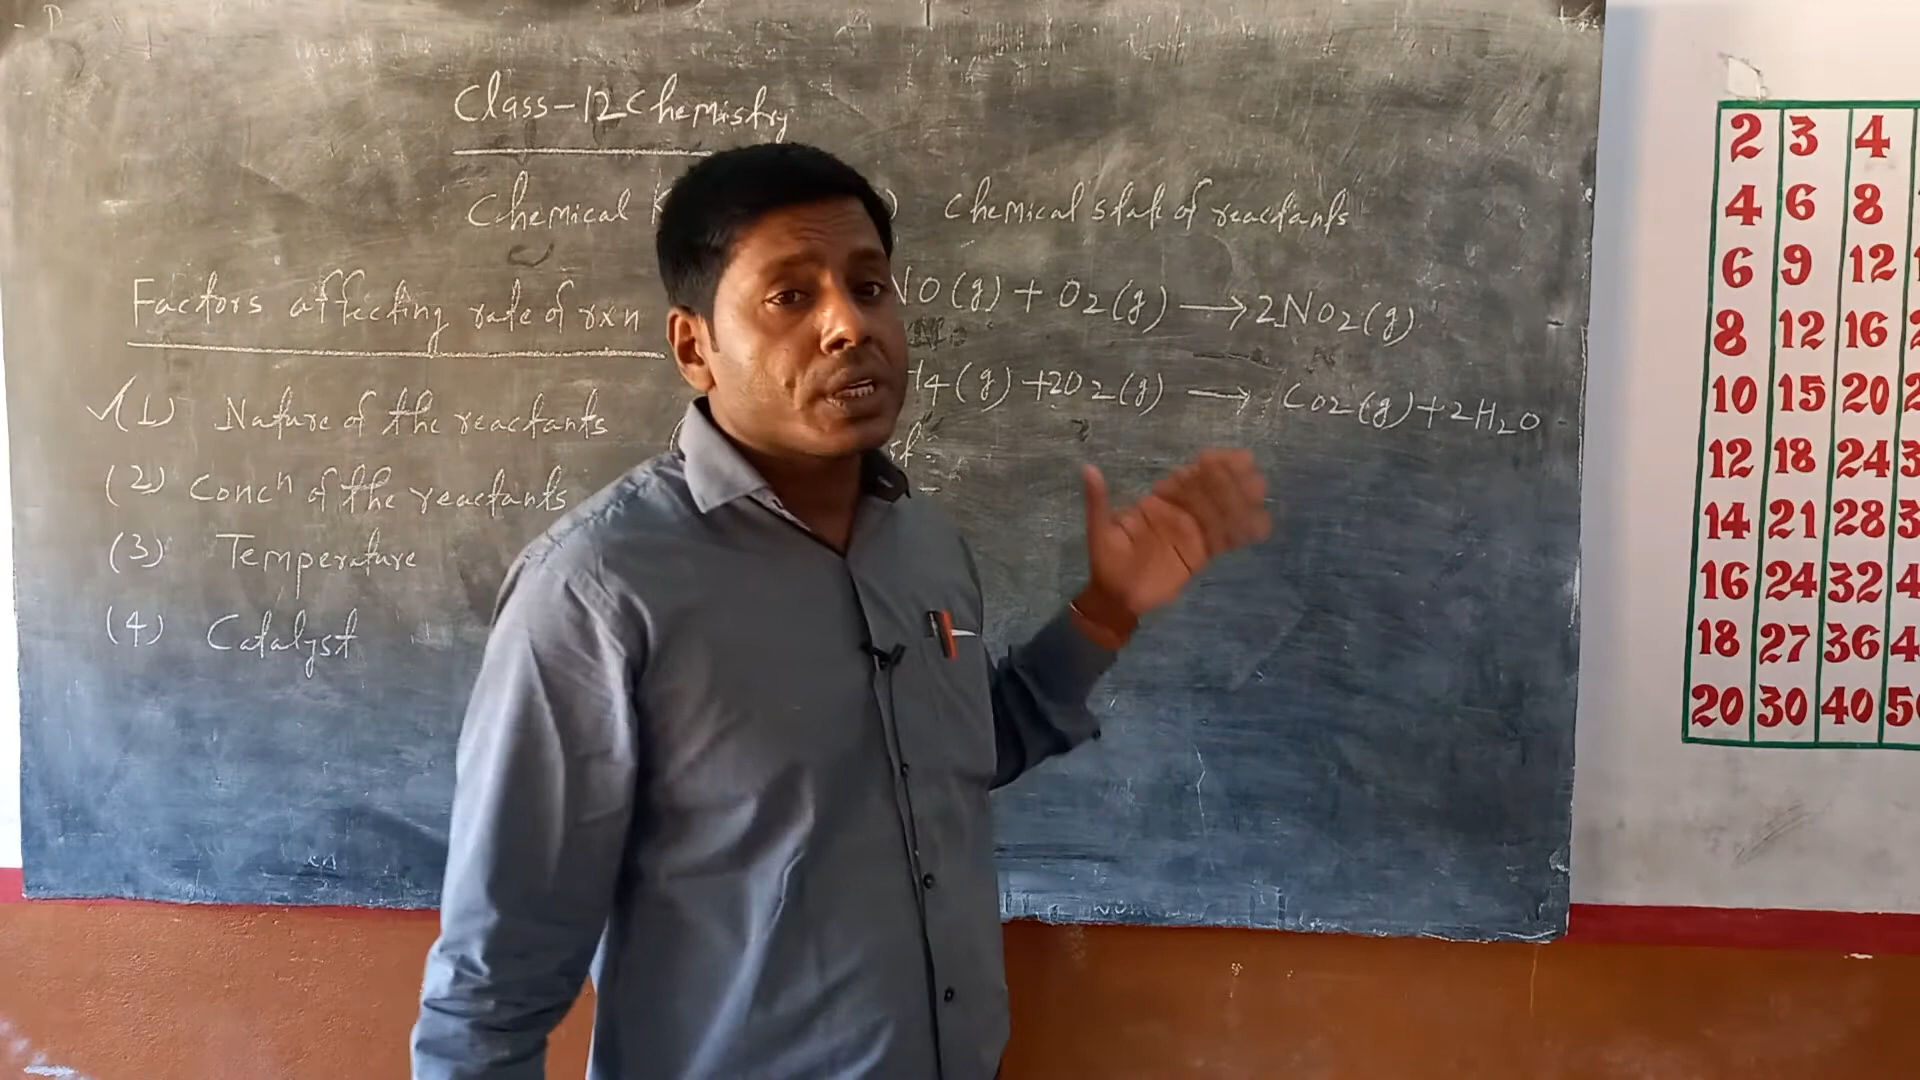 Class-12 Chemistry
Chemical
Factors affecting rate of rxn
(1) Nature of the reactants
(2) Concn of the reactants
(3) Temperature
(4) Catalyst
) Chemical state of reactants
NO(g) + O2(g) → 2NO2(g)
H4(g) + 2O2(g) → CO2(g) + 2H2O
2 3 4
4 6 8
6 9 12
8 12 16
10 15 20
12 18 24
14 21 28
16 24 32
18 27 36
20 30 40